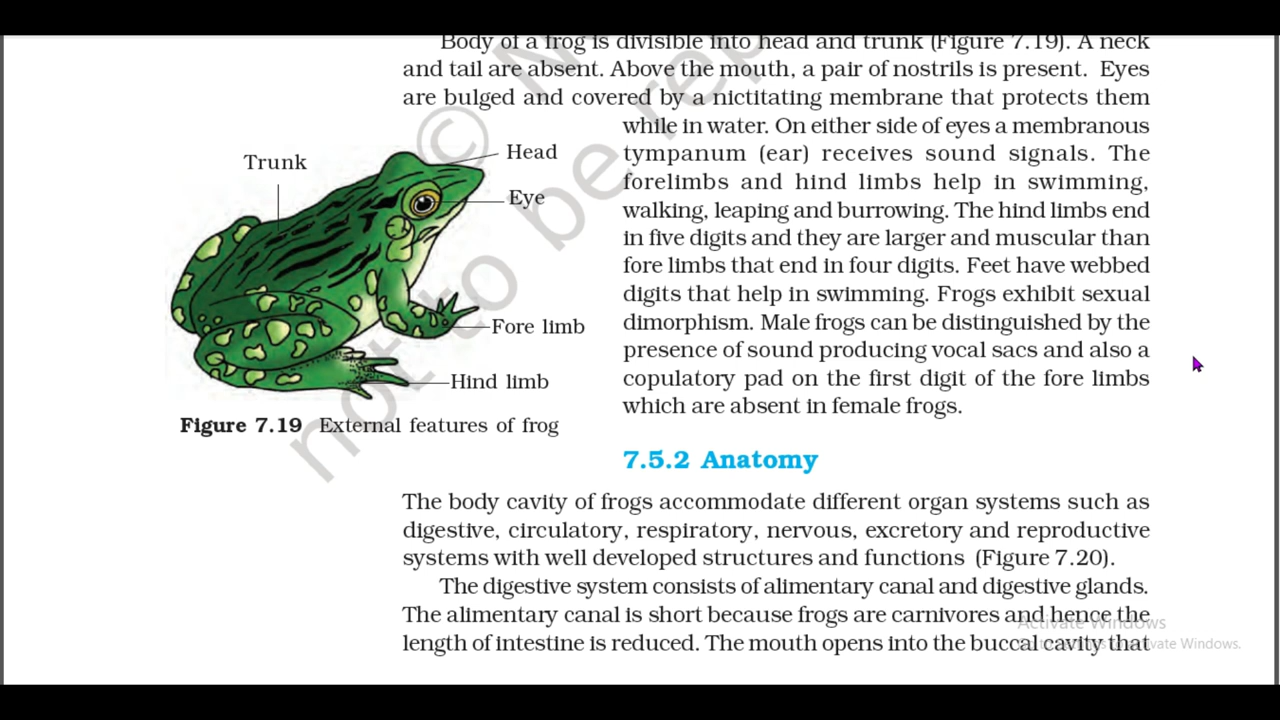 Body of a frog is divisible into head and trunk (Figure 7.19). A neck
and tail are absent. Above the mouth, a pair of nostrils is present. Eyes
are bulged and covered by a nictitating membrane that protects them
while in water. On either side of eyes a membranous
tympanum (ear) receives sound signals. The
forelimbs and hind limbs help in swimming,
walking, leaping and burrowing. The hind limbs end
in five digits and they are larger and muscular than
fore limbs that end in four digits. Feet have webbed
digits that help in swimming. Frogs exhibit sexual
dimorphism. Male frogs can be distinguished by the
presence of sound producing vocal sacs and also a
copulatory pad on the first digit of the fore limbs
which are absent in female frogs.
Trunk
Head
Eye
Fore limb
Hind limb
Figure 7.19 External features of frog
7.5.2 Anatomy
The body cavity of frogs accommodate different organ systems such as
digestive, circulatory, respiratory, nervous, excretory and reproductive
systems with well developed structures and functions (Figure 7.20).
The digestive system consists of alimentary canal and digestive glands.
The alimentary canal is short because frogs are carnivores and hence the
length of intestine is reduced. The mouth opens into the buccal cavity that
© N
not to be rep
Activate Windows
Go to Settings to activate Windows.